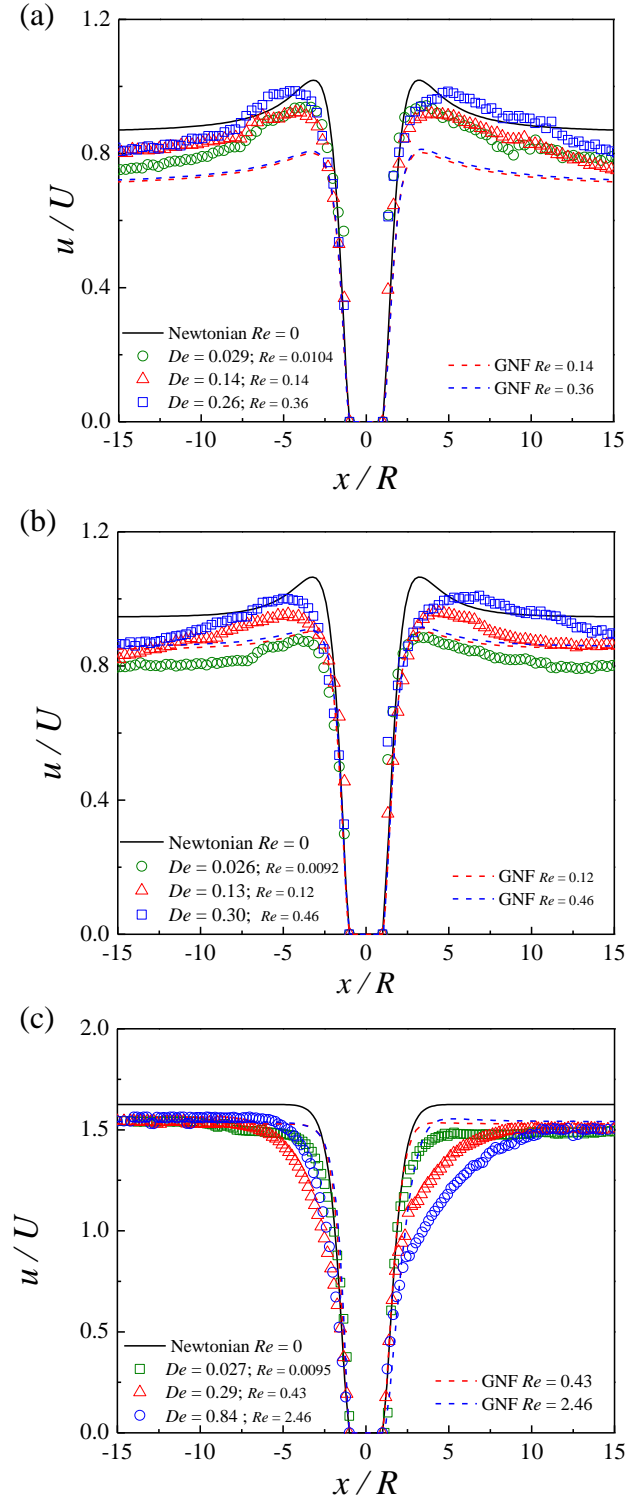 (a)
1.2
0.8
0.4
0.0
u / U
Newtonian Re = 0
De = 0.029; Re = 0.0104
De = 0.14; Re = 0.14
De = 0.26; Re = 0.36
GNF Re = 0.14
GNF Re = 0.36
-15 -10 -5 0 5 10 15
x / R
(b)
1.2
0.8
0.4
0.0
u / U
Newtonian Re = 0
De = 0.026; Re = 0.0092
De = 0.13; Re = 0.12
De = 0.30; Re = 0.46
GNF Re = 0.12
GNF Re = 0.46
-15 -10 -5 0 5 10 15
x / R
(c)
2.0
1.5
1.0
0.5
0.0
u / U
Newtonian Re = 0
De = 0.027; Re = 0.0095
De = 0.29; Re = 0.43
De = 0.84 ; Re = 2.46
GNF Re = 0.43
GNF Re = 2.46
-15 -10 -5 0 5 10 15
x / R